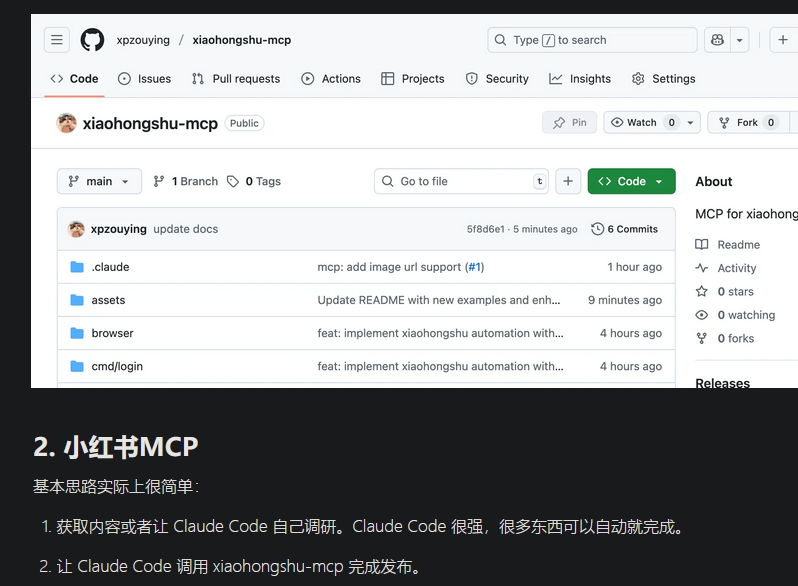 xpzouying / xiaohongshu-mcp Type / to search
Code Issues Pull requests Actions Projects Security Insights Settings
xiaohongshu-mcp Public Pin Watch 0 Fork 0
main 1 Branch 0 Tags Go to file t Code About
MCP for xiaohong
xpzouying update docs 5f8d6e1 · 5 minutes ago 6 Commits
Readme
.claude mcp: add image url support (#1) 1 hour ago
Activity
0 stars
assets Update README with new examples and enh... 9 minutes ago
0 watching
browser feat: implement xiaohongshu automation with... 4 hours ago
0 forks
cmd/login feat: implement xiaohongshu automation with... 4 hours ago
Releases
2. 小红书MCP
基本思路实际上很简单：
1. 获取内容或者让 Claude Code 自己调研。Claude Code 很强，很多东西可以自动就完成。
2. 让 Claude Code 调用 xiaohongshu-mcp 完成发布。